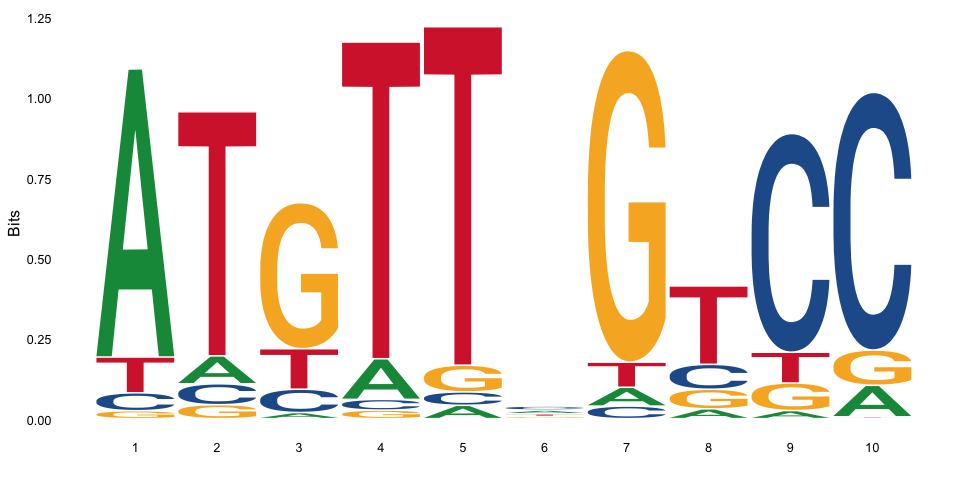 1.25
1.00
0.75
0.50
0.25
0.00
Bits
A T G T T C G T C C
T A T A G A T C T G
C C C C C T A G G A
G G A G A C A A
1 2 3 4 5 6 7 8 9 10